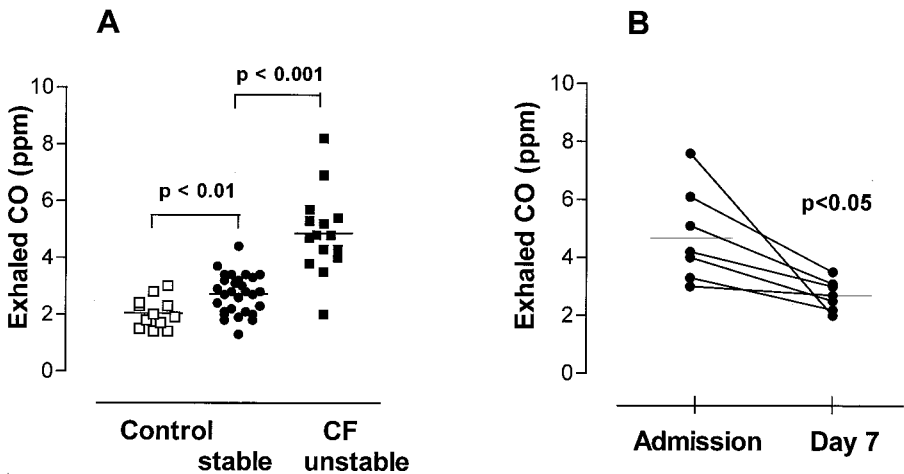 A
p < 0.001
p < 0.01
Exhaled CO (ppm)
10
8
6
4
2
0
Control
CF
stable
unstable
B
p<0.05
Exhaled CO (ppm)
10
8
6
4
2
0
Admission
Day 7